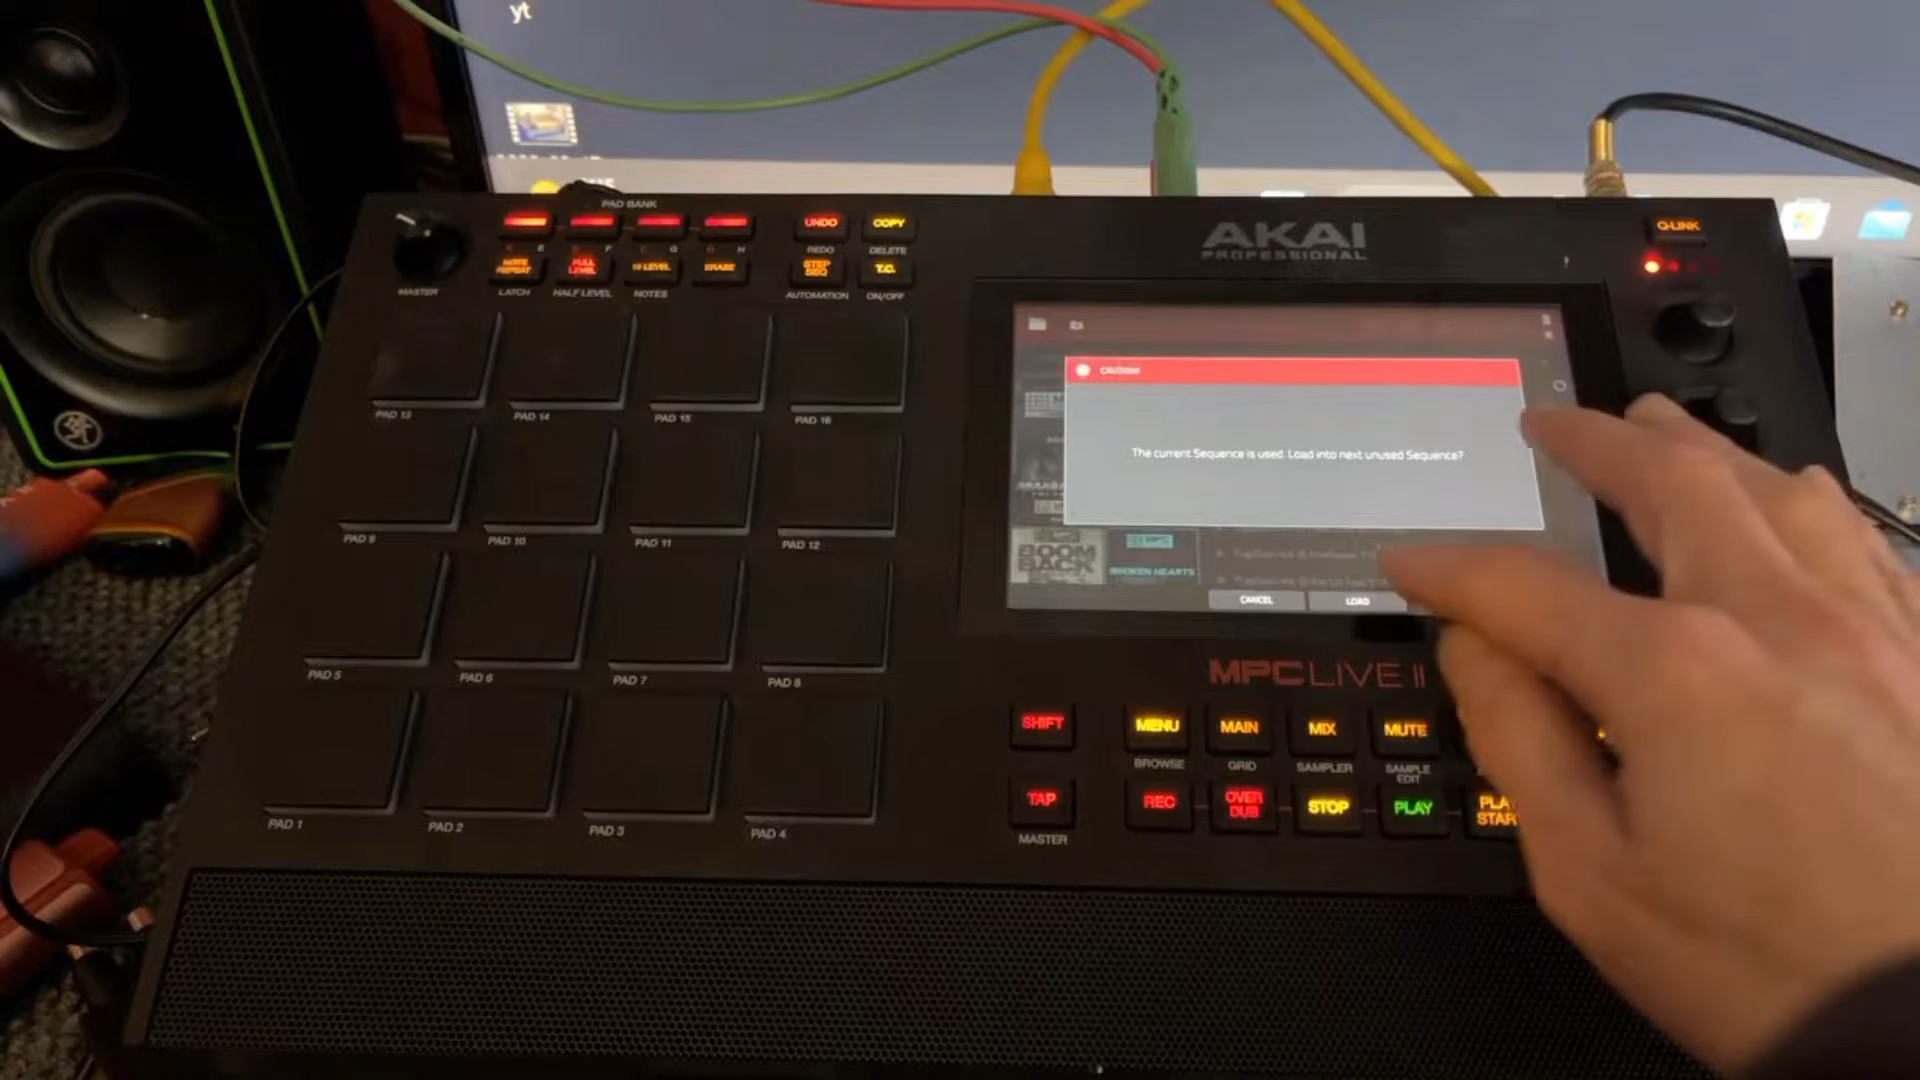 yt
PAD BANK
UNDO
COPY
REDO
DELETE
NOTE REPEAT
FULL LEVEL
16 LEVEL
ERASE
STEP SEQ
T.C.
MASTER
LATCH
HALF LEVEL
NOTES
AUTOMATION
ON/OFF
AKAI
PROFESSIONAL
Q-LINK
The current Sequence is used. Load into next unused Sequence?
BOOM
BACK
MPC
BROKEN HEARTS
CANCEL
LOAD
PAD 13
PAD 14
PAD 15
PAD 16
PAD 9
PAD 10
PAD 11
PAD 12
PAD 5
PAD 6
PAD 7
PAD 8
PAD 1
PAD 2
PAD 3
PAD 4
MPC LIVE II
SHIFT
MENU
MAIN
MIX
MUTE
BROWSE
GRID
SAMPLER
SAMPLE EDIT
TAP
REC
OVER DUB
STOP
PLAY
MASTER